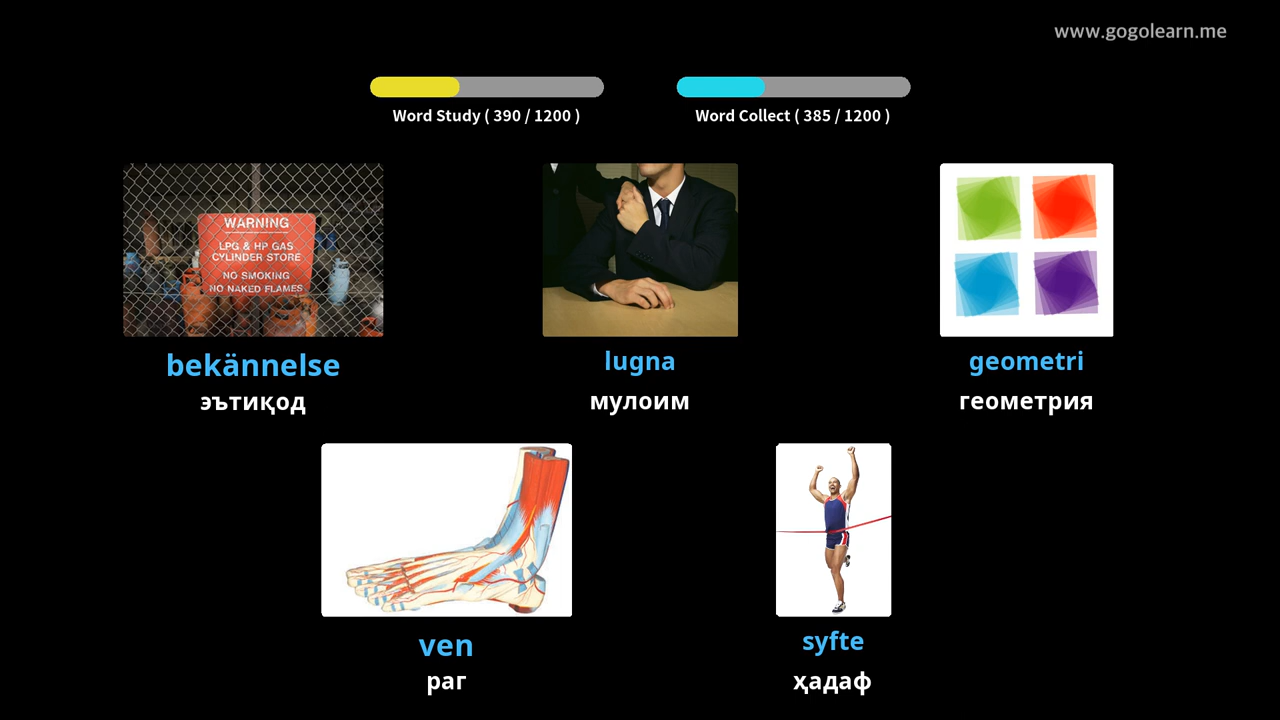 www.gogolearn.me
Word Study ( 390 / 1200 )
Word Collect ( 385 / 1200 )
WARNING
LPG & HP GAS
CYLINDER STORE
NO SMOKING
NO NAKED FLAMES
bekännelse
эътиқод
lugna
мулоим
geometri
геометрия
ven
раг
syfte
ҳадаф